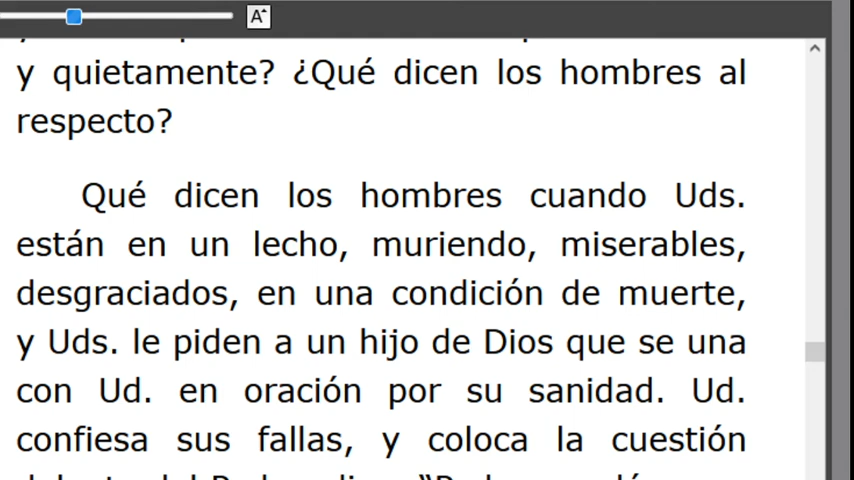 A
y quietamente? ¿Qué dicen los hombres al
respecto?
Qué dicen los hombres cuando Uds.
están en un lecho, muriendo, miserables,
desgraciados, en una condición de muerte,
y Uds. le piden a un hijo de Dios que se una
con Ud. en oración por su sanidad. Ud.
confiesa sus fallas, y coloca la cuestión